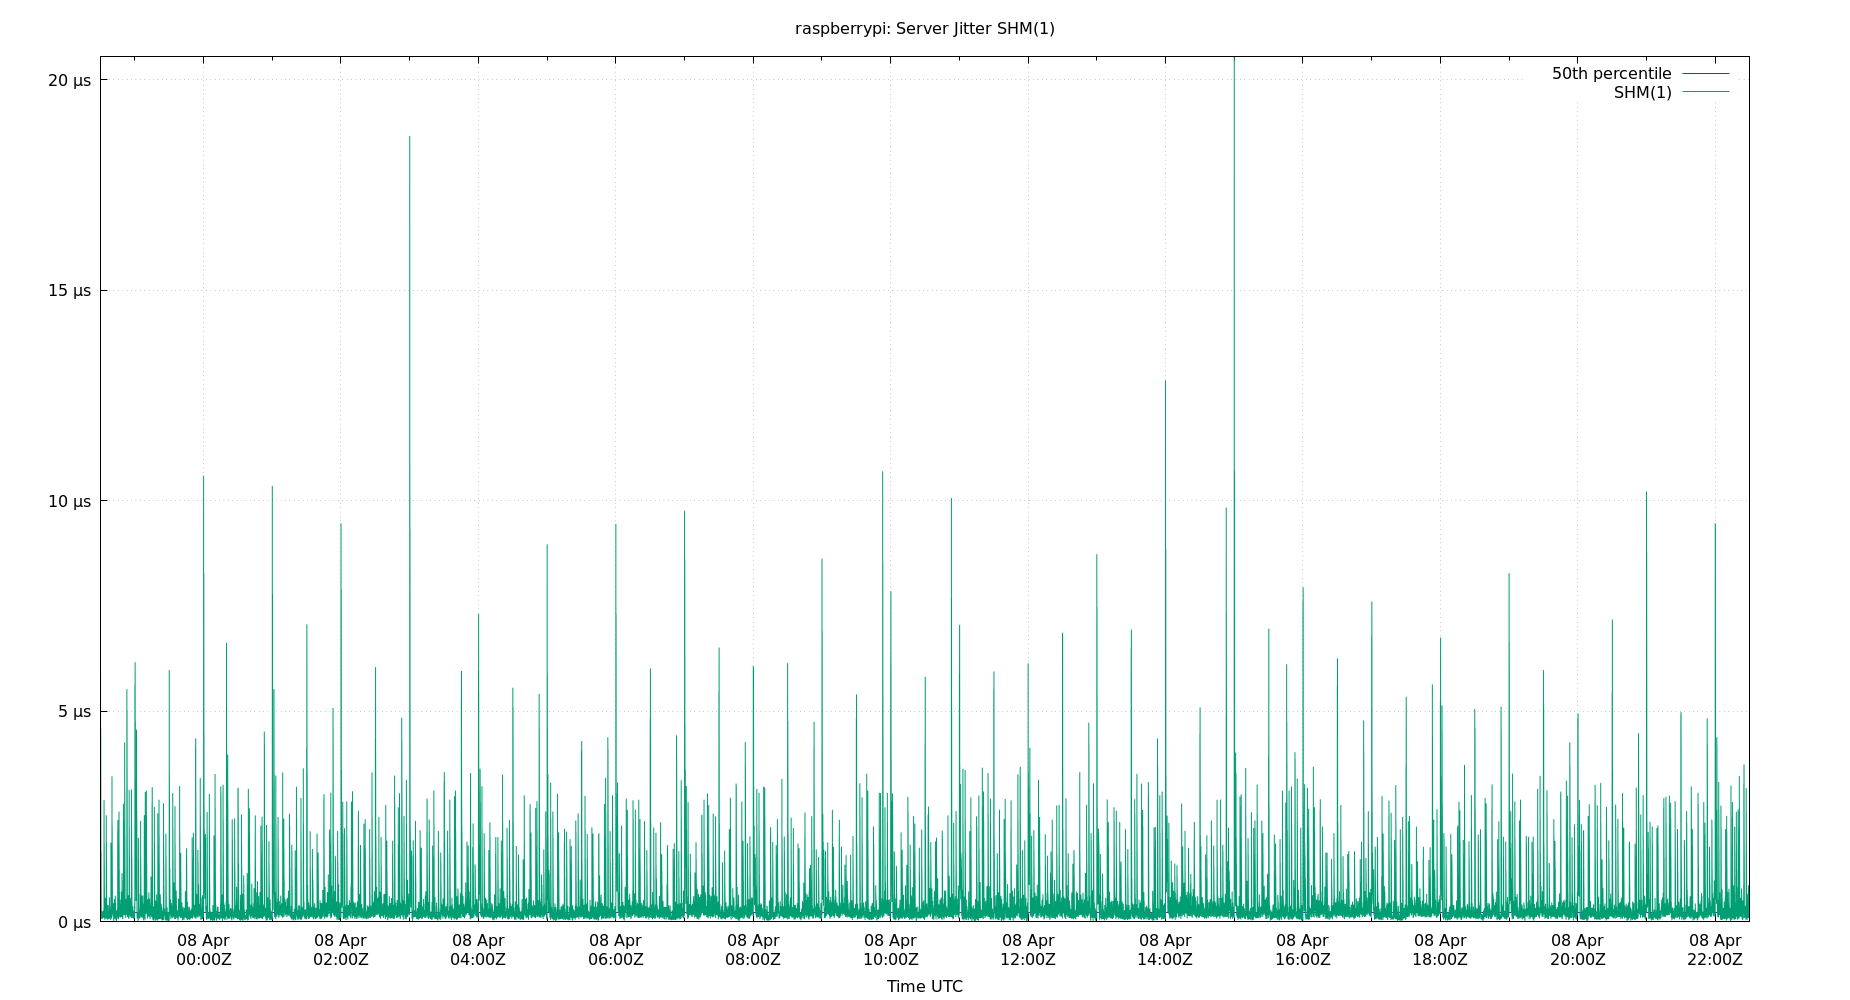 raspberrypi: Server Jitter SHM(1)
50th percentile
SHM(1)
20 µs
15 µs
10 µs
5 µs
0 µs
08 Apr 08 Apr 08 Apr 08 Apr 08 Apr 08 Apr 08 Apr 08 Apr 08 Apr 08 Apr 08 Apr 08 Apr
00:00Z 02:00Z 04:00Z 06:00Z 08:00Z 10:00Z 12:00Z 14:00Z 16:00Z 18:00Z 20:00Z 22:00Z
Time UTC